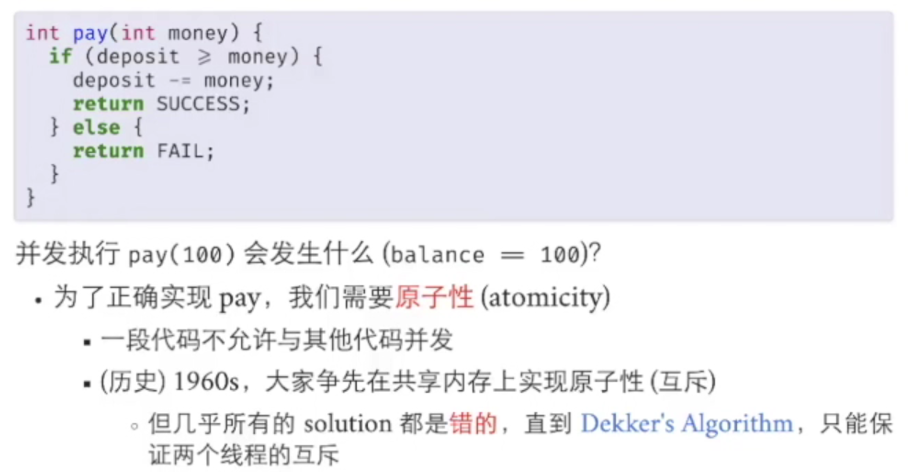 int pay(int money) {
  if (deposit >= money) {
    deposit -= money;
    return SUCCESS;
  } else {
    return FAIL;
  }
}
并发执行 pay(100) 会发生什么 (balance == 100)?
• 为了正确实现 pay，我们需要原子性 (atomicity)
▪ 一段代码不允许与其他代码并发
▪ (历史) 1960s，大家争先在共享内存上实现原子性 (互斥)
◦ 但几乎所有的 solution 都是错的，直到 Dekker's Algorithm，只能保
证两个线程的互斥